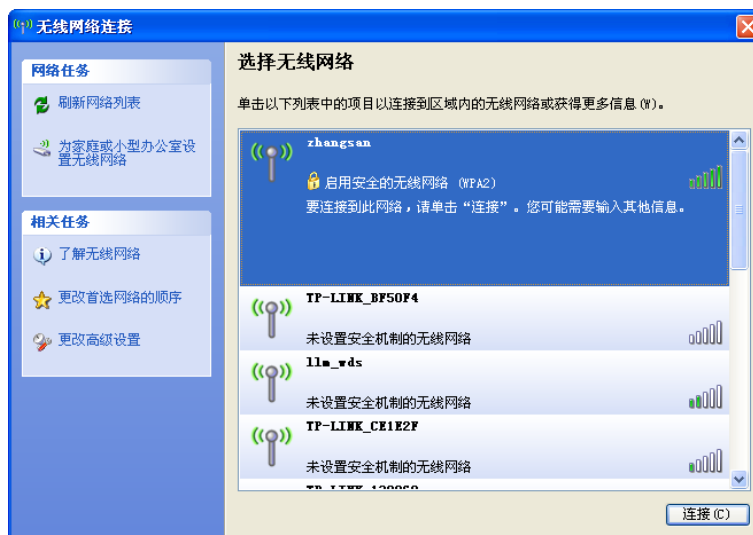 无线网络连接
网络任务
刷新网络列表
为家庭或小型办公室设
置无线网络
相关任务
了解无线网络
更改首选网络的顺序
更改高级设置
选择无线网络
单击以下列表中的项目以连接到区域内的无线网络或获得更多信息(W)。
zhangsan
启用安全的无线网络 (WPA2)
要连接到此网络，请单击“连接”。您可能需要输入其他信息。
TP-LINK_BF50F4
未设置安全机制的无线网络
llm_wds
未设置安全机制的无线网络
TP-LINK_CE1E2F
未设置安全机制的无线网络
连接(C)